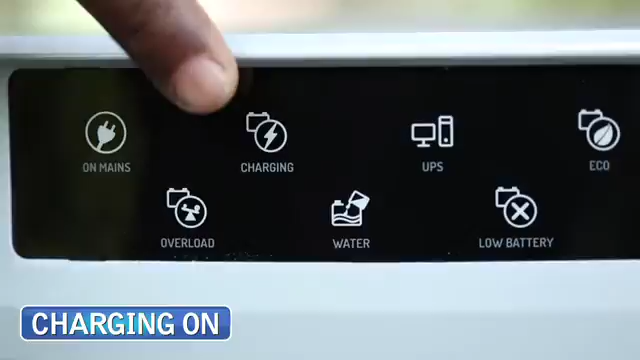 ON MAINS
CHARGING
UPS
ECO
OVERLOAD
WATER
LOW BATTERY
CHARGING ON